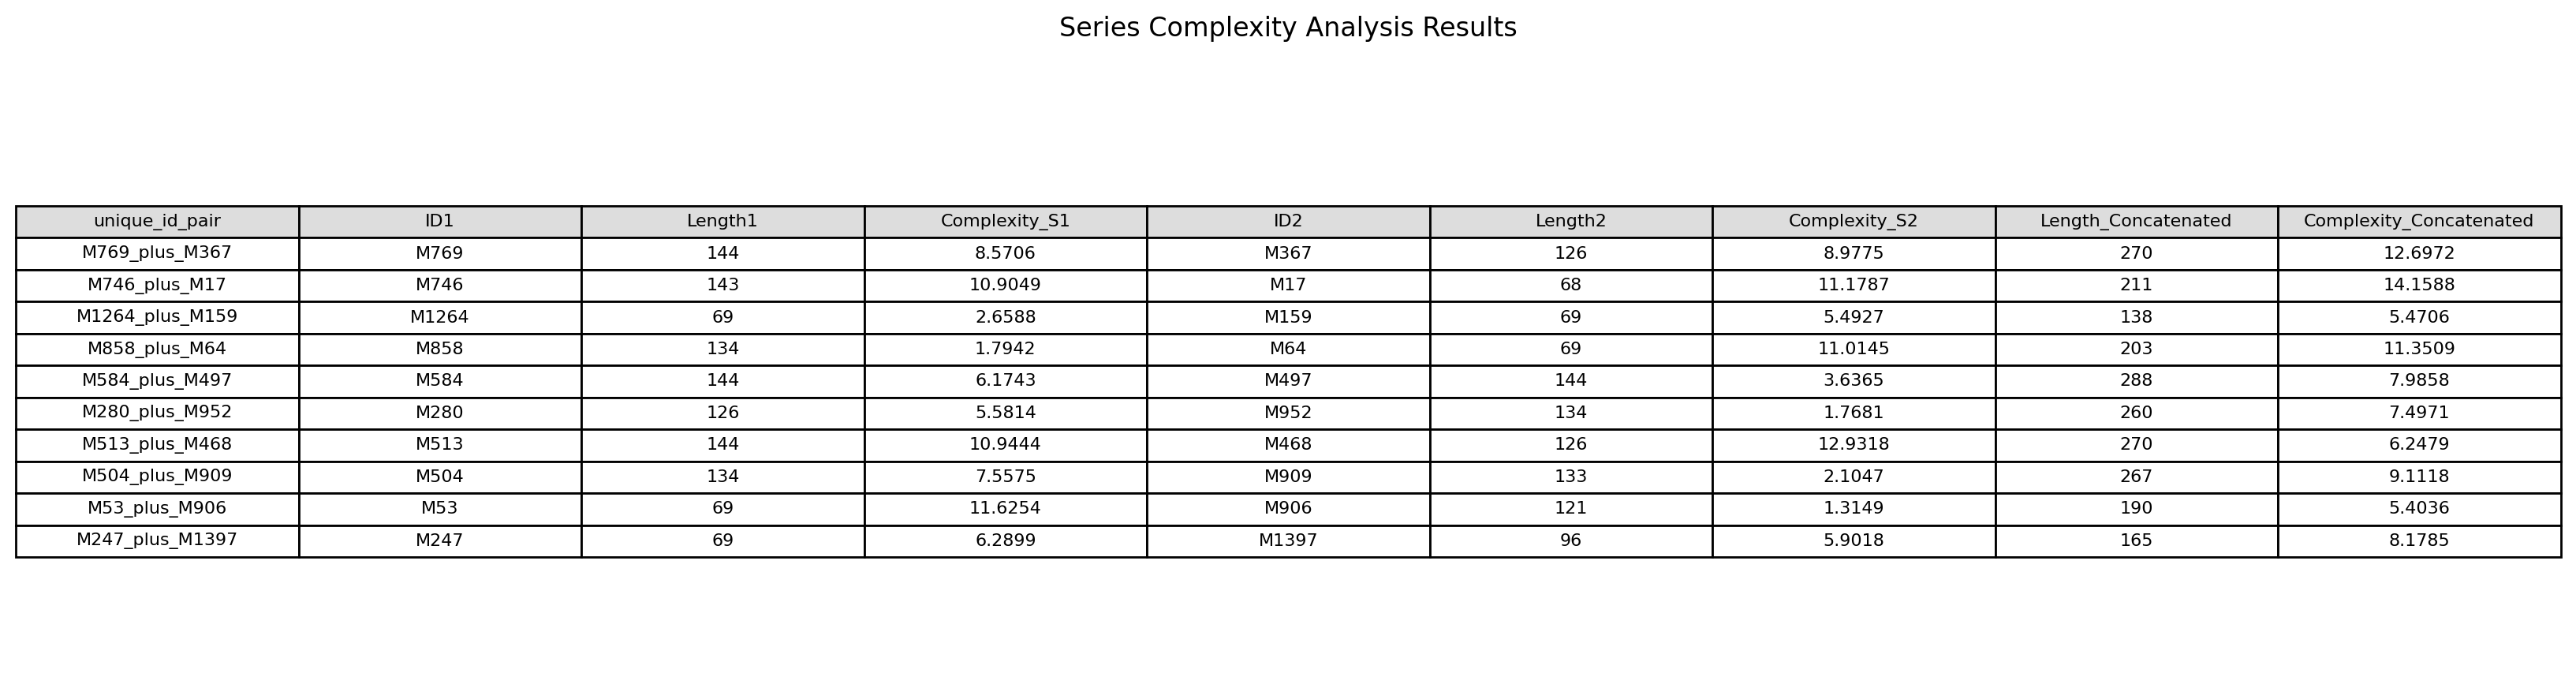 Series Complexity Analysis Results
unique_id_pair ID1 Length1 Complexity_S1 ID2 Length2 Complexity_S2 Length_Concatenated Complexity_Concatenated
M769_plus_M367 M769 144 8.5706 M367 126 8.9775 270 12.6972
M746_plus_M17 M746 143 10.9049 M17 68 11.1787 211 14.1588
M1264_plus_M159 M1264 69 2.6588 M159 69 5.4927 138 5.4706
M858_plus_M64 M858 134 1.7942 M64 69 11.0145 203 11.3509
M584_plus_M497 M584 144 6.1743 M497 144 3.6365 288 7.9858
M280_plus_M952 M280 126 5.5814 M952 134 1.7681 260 7.4971
M513_plus_M468 M513 144 10.9444 M468 126 12.9318 270 6.2479
M504_plus_M909 M504 134 7.5575 M909 133 2.1047 267 9.1118
M53_plus_M906 M53 69 11.6254 M906 121 1.3149 190 5.4036
M247_plus_M1397 M247 69 6.2899 M1397 96 5.9018 165 8.1785